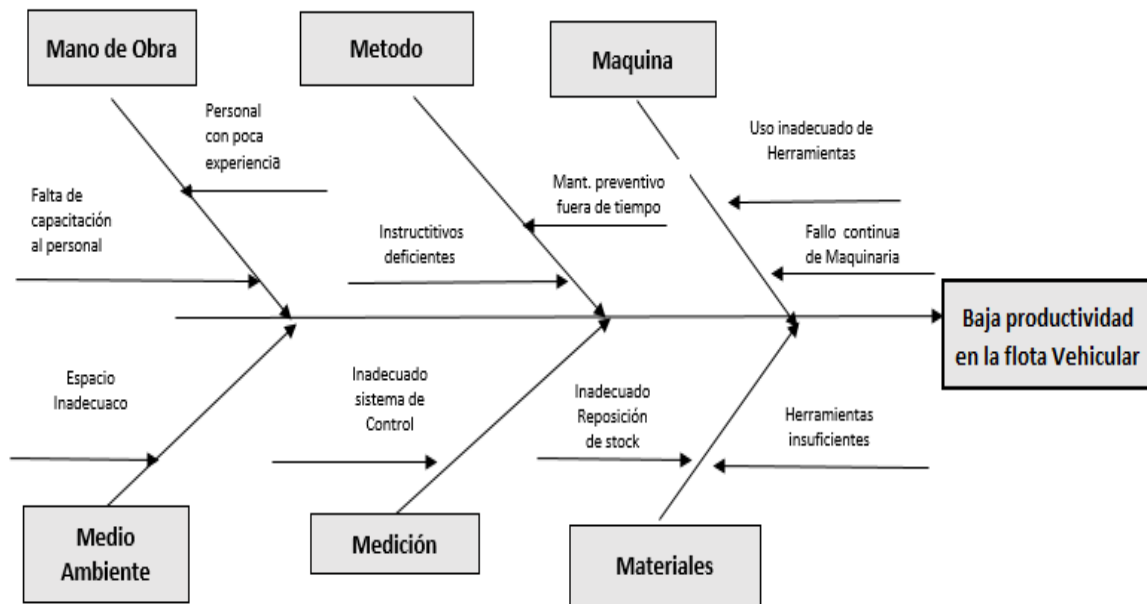 Mano de Obra
Metodo
Maquina
Personal
con poca
experiencia
Uso inadecuado de
Herramientas
Falta de
capacitación
al personal
Mant. preventivo
fuera de tiempo
Instructitivos
deficientes
Fallo continua
de Maquinaria
Baja productividad
en la flota Vehicular
Espacio
Inadecuaco
Inadecuado
sistema de
Control
Inadecuado
Reposición
de stock
Herramientas
insuficientes
Medio
Ambiente
Medición
Materiales